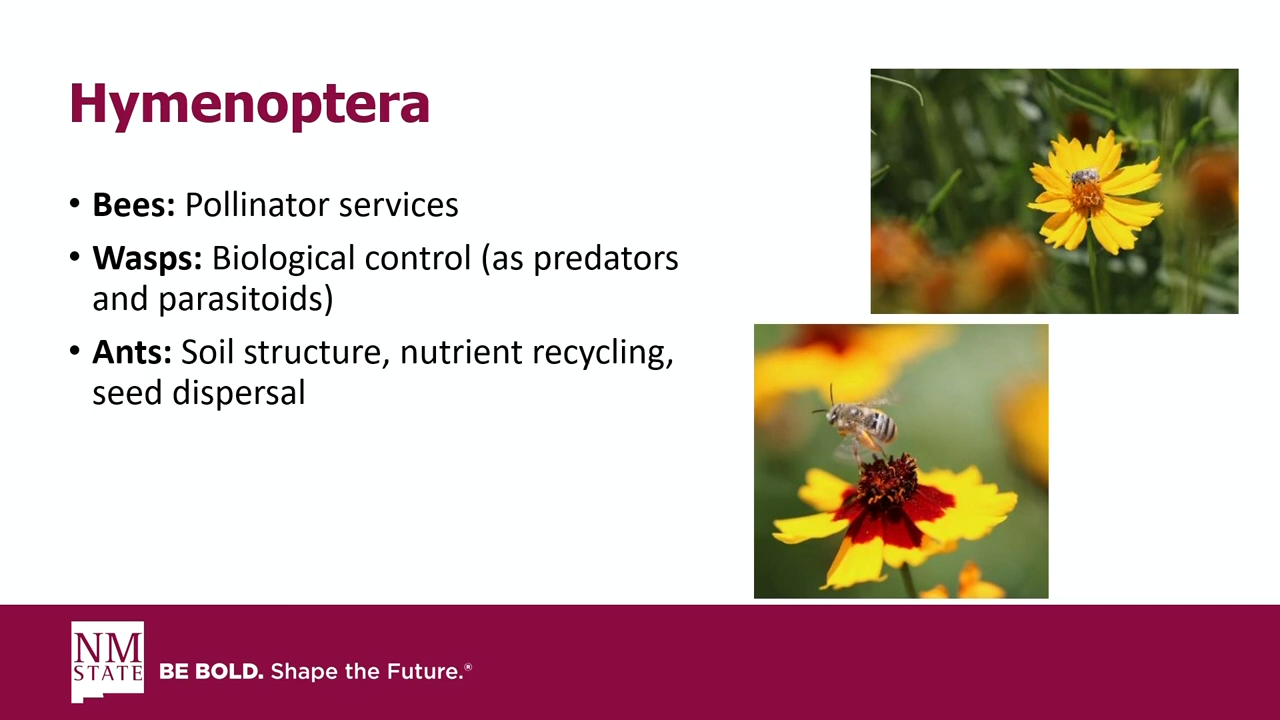 Hymenoptera
• Bees: Pollinator services
• Wasps: Biological control (as predators
and parasitoids)
• Ants: Soil structure, nutrient recycling,
seed dispersal
NM
STATE
BE BOLD. Shape the Future.®